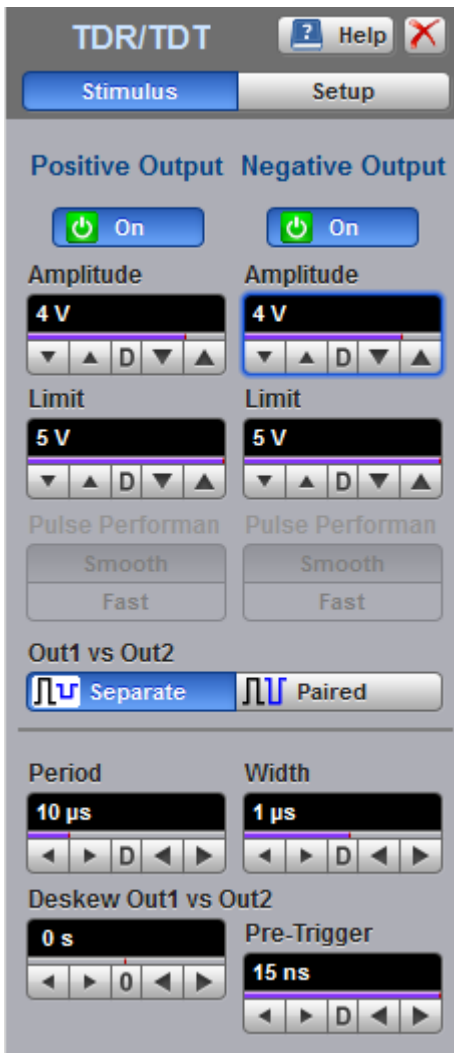 TDR/TDT Help
Stimulus Setup
Positive Output Negative Output
On On
Amplitude Amplitude
4 V 4 V
D D
Limit Limit
5 V 5 V
D D
Pulse Performan Pulse Performan
Smooth Smooth
Fast Fast
Out1 vs Out2
Separate Paired
Period Width
10 µs 1 µs
D D
Deskew Out1 vs Out2
0 s Pre-Trigger
0 15 ns
D